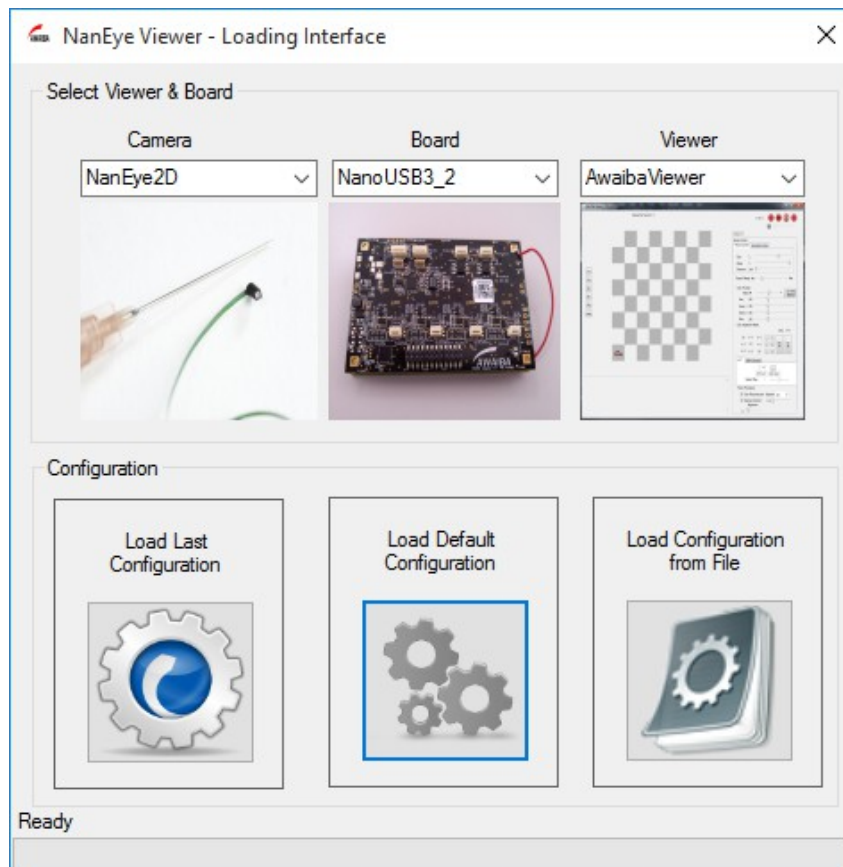 NanEye Viewer - Loading Interface
Select Viewer & Board
Camera
Board
Viewer
NanEye2D
NanoUSB3_2
AwaibaViewer
AWAIBA
Configuration
Load Last
Configuration
Load Default
Configuration
Load Configuration
from File
Ready